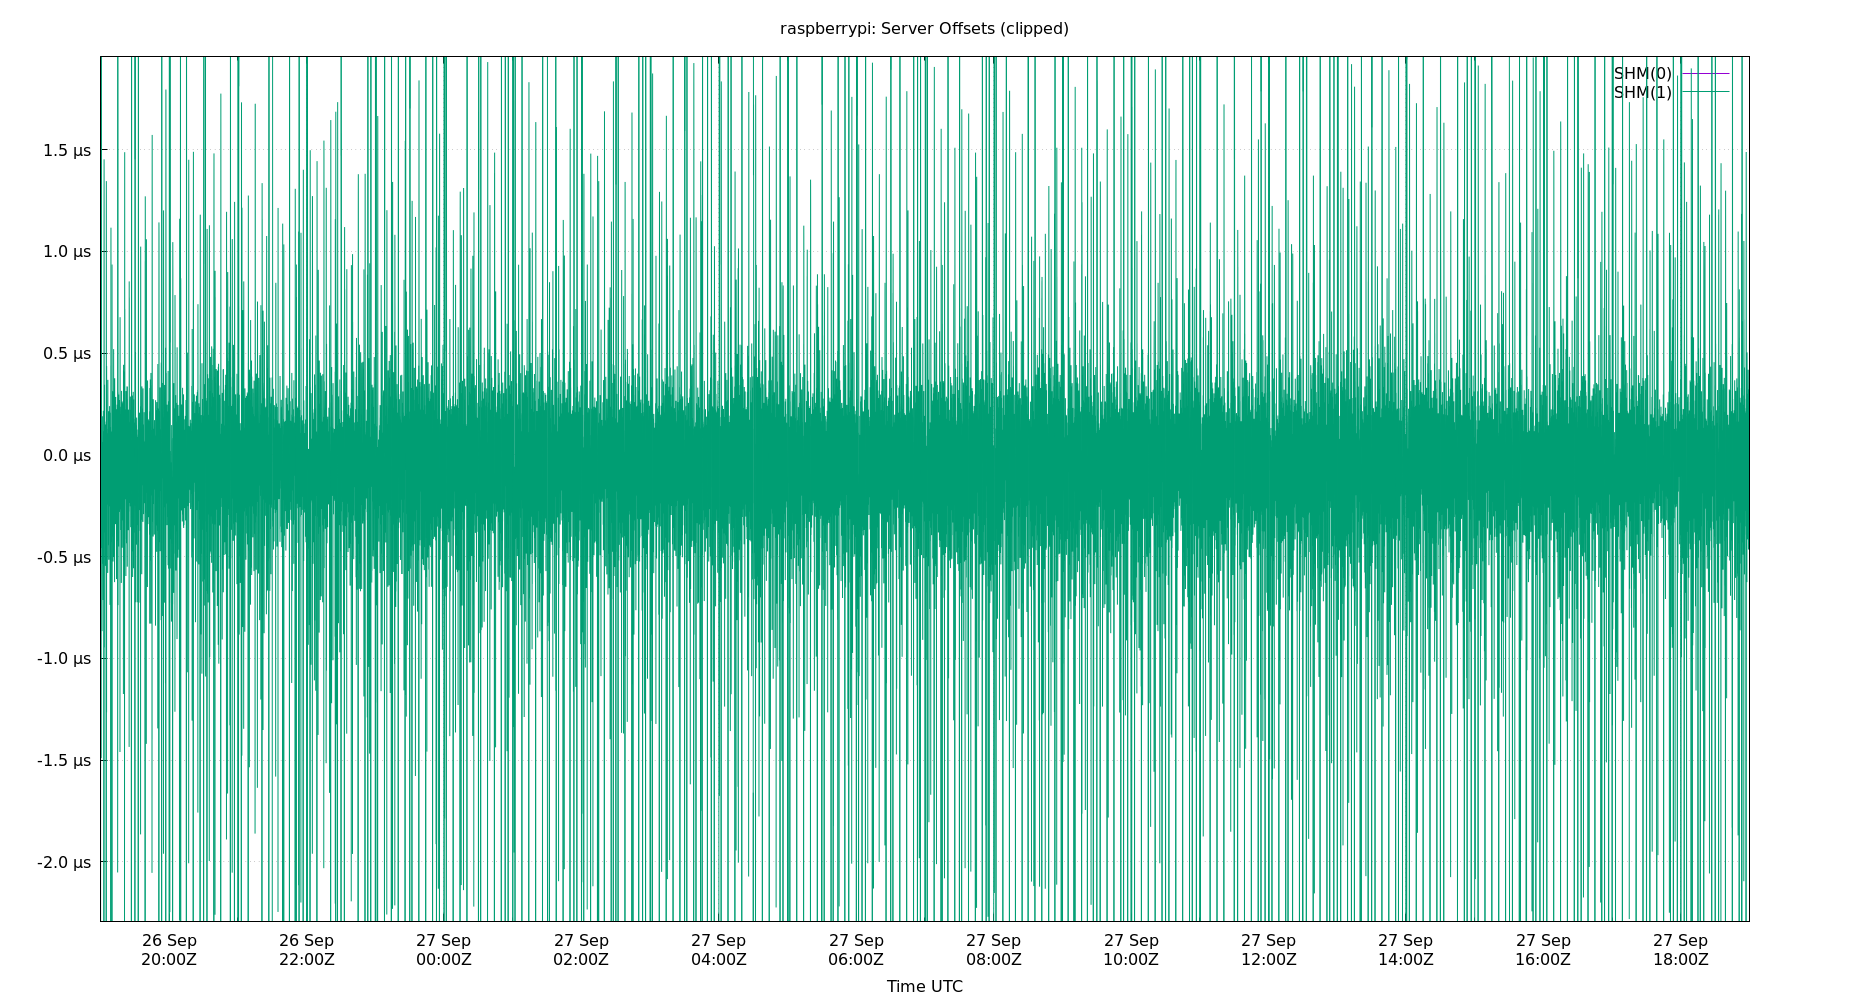 raspberrypi: Server Offsets (clipped)
SHM(0)
SHM(1)
1.5 µs
1.0 µs
0.5 µs
0.0 µs
-0.5 µs
-1.0 µs
-1.5 µs
-2.0 µs
26 Sep 26 Sep 27 Sep 27 Sep 27 Sep 27 Sep 27 Sep 27 Sep 27 Sep 27 Sep 27 Sep 27 Sep
20:00Z 22:00Z 00:00Z 02:00Z 04:00Z 06:00Z 08:00Z 10:00Z 12:00Z 14:00Z 16:00Z 18:00Z
Time UTC